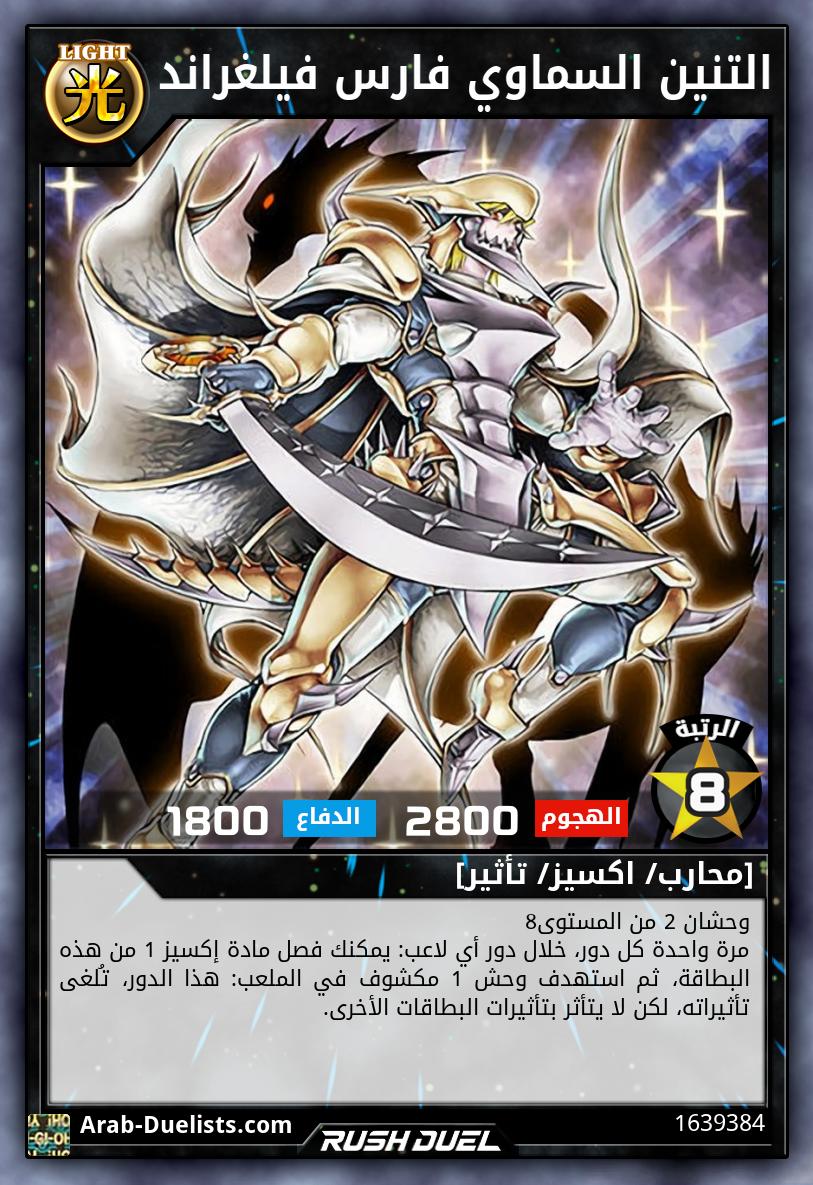 التنين السماوي فارس فيلغراند
LIGHT
光
الرتبة
8
الهجوم 2800 الدفاع 1800
[محارب/ اكسيز/ تأثير]
وحشان 2 من المستوى8
مرة واحدة كل دور، خلال دور أي لاعب: يمكنك فصل مادة إكسيز 1 من هذه
البطاقة، ثم استهدف وحش 1 مكشوف في الملعب: هذا الدور، تُلغى
تأثيراته، لكن لا يتأثر بتأثيرات البطاقات الأخرى.
Arab-Duelists.com
RUSH DUEL
1639384